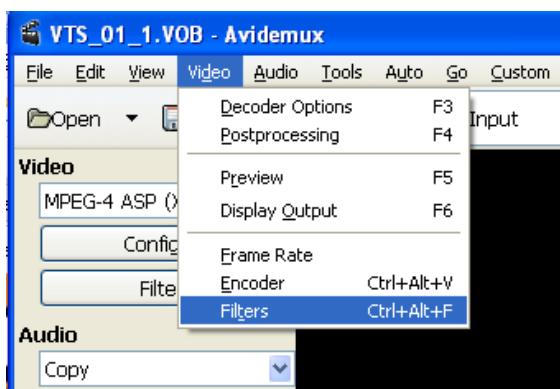 VTS_01_1.VOB - Avidemux
File Edit View Video Audio Tools Auto Go Custom
Open
Input
Decoder Options F3
Postprocessing F4
Preview F5
Display Output F6
Frame Rate
Encoder Ctrl+Alt+V
Filters Ctrl+Alt+F
Video
MPEG-4 ASP (X
Config
Filte
Audio
Copy